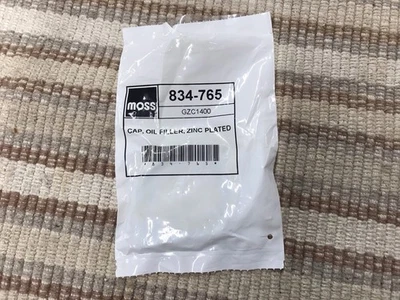 moss
834-765
GZC1400
CAP, OIL FILLER, ZINC PLATED